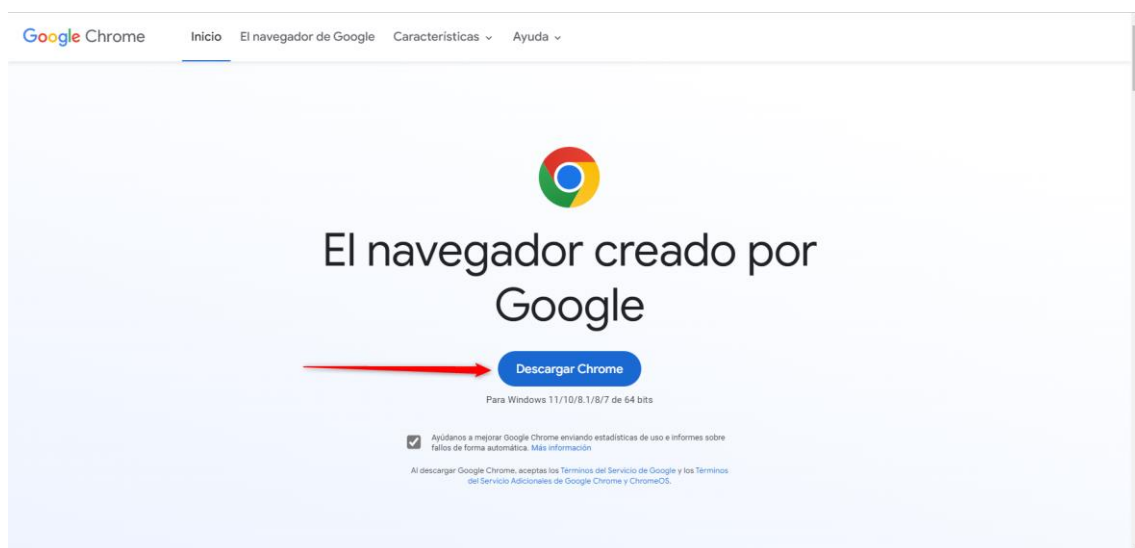 Google Chrome Inicio El navegador de Google Características Ayuda
El navegador creado por
Google
Descargar Chrome
Para Windows 11/10/8.1/8/7 de 64 bits
Ayúdanos a mejorar Google Chrome enviando estadísticas de uso e informes sobre
fallos de forma automática. Más información
Al descargar Google Chrome, aceptas los Términos del Servicio de Google y los Términos
del Servicio Adicionales de Google Chrome y ChromeOS.